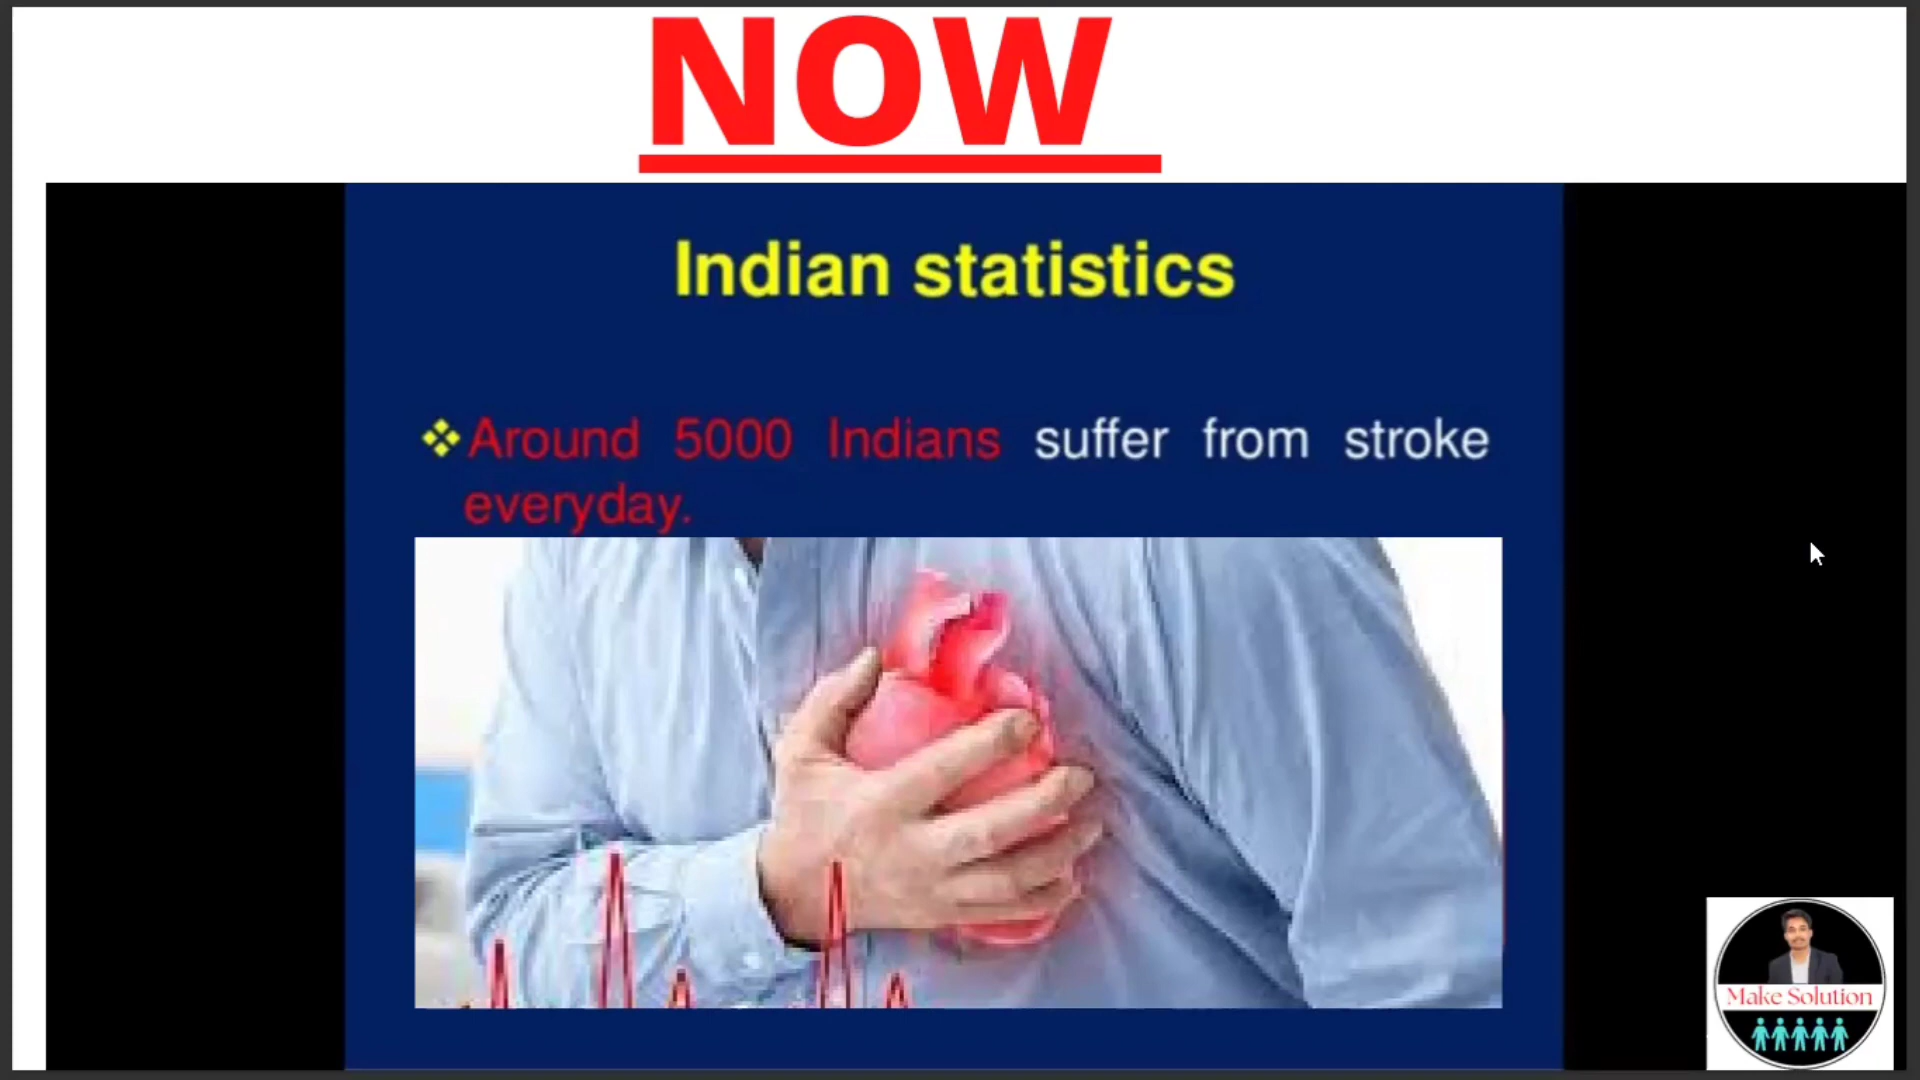 NOW
Indian statistics
❖Around 5000 Indians suffer from stroke
everyday.
Make Solution